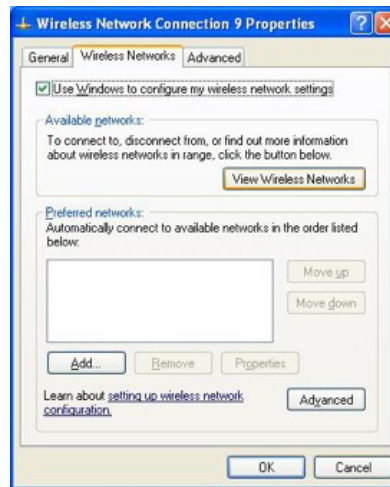 Wireless Network Connection 9 Properties
General Wireless Networks Advanced
Use Windows to configure my wireless network settings
Available networks:
To connect to, disconnect from, or find out more information
about wireless networks in range, click the button below.
View Wireless Networks
Preferred networks:
Automatically connect to available networks in the order listed
below:
Move up
Move down
Add... Remove Properties
Learn about setting up wireless network
configuration.
Advanced
OK Cancel